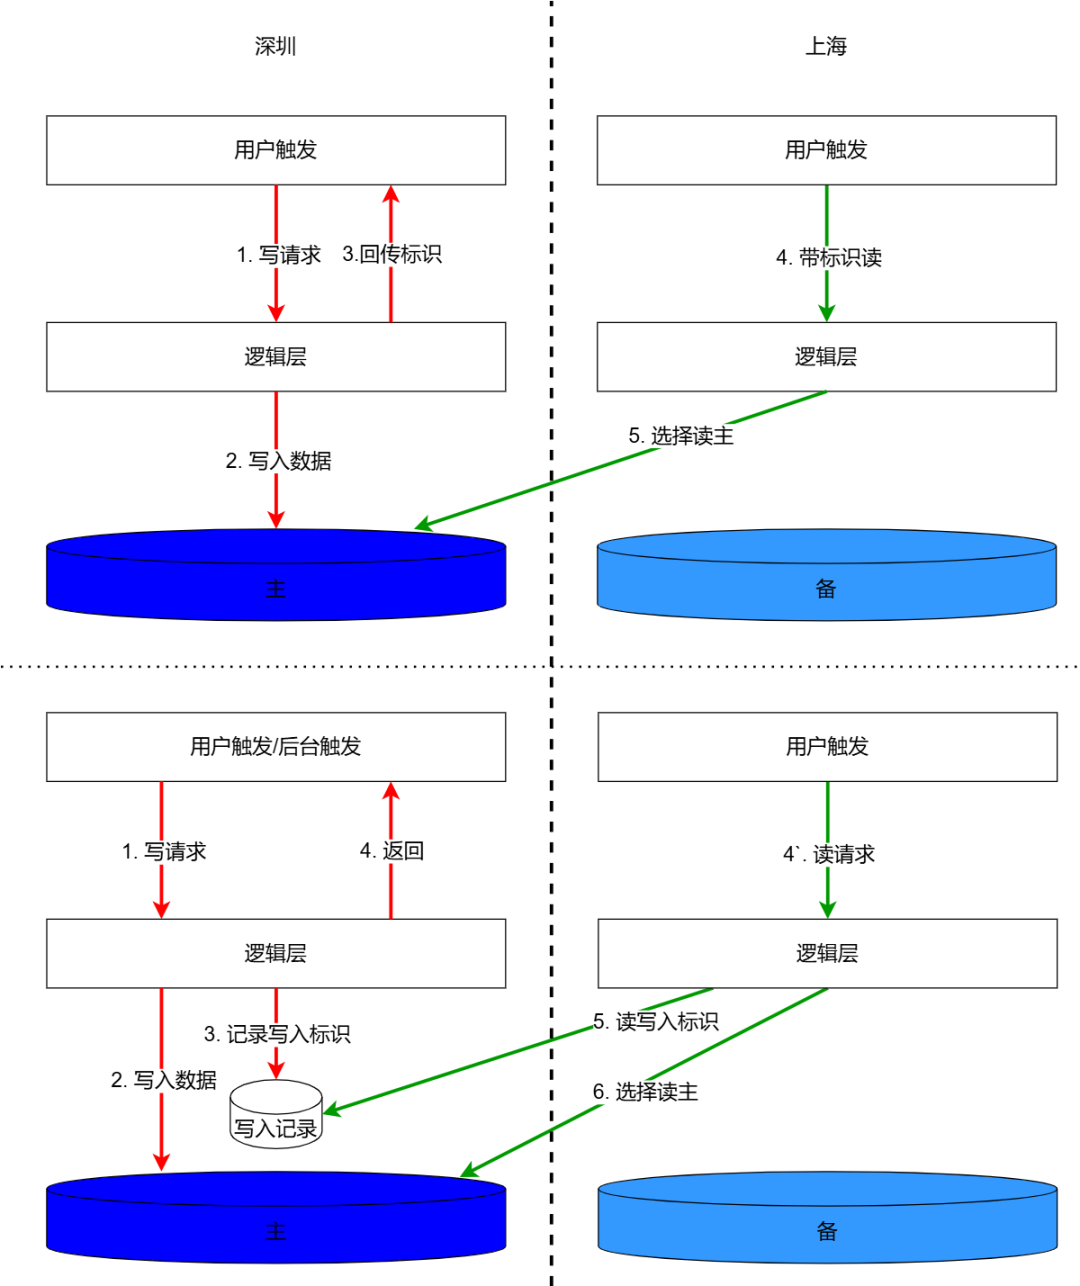 深圳
上海
用户触发
用户触发
1. 写请求
3.回传标识
4. 带标识读
逻辑层
逻辑层
5. 选择读主
2. 写入数据
主
备
用户触发/后台触发
用户触发
1. 写请求
4. 返回
4`. 读请求
逻辑层
逻辑层
5. 读写入标识
3. 记录写入标识
2. 写入数据
6. 选择读主
写入记录
主
备